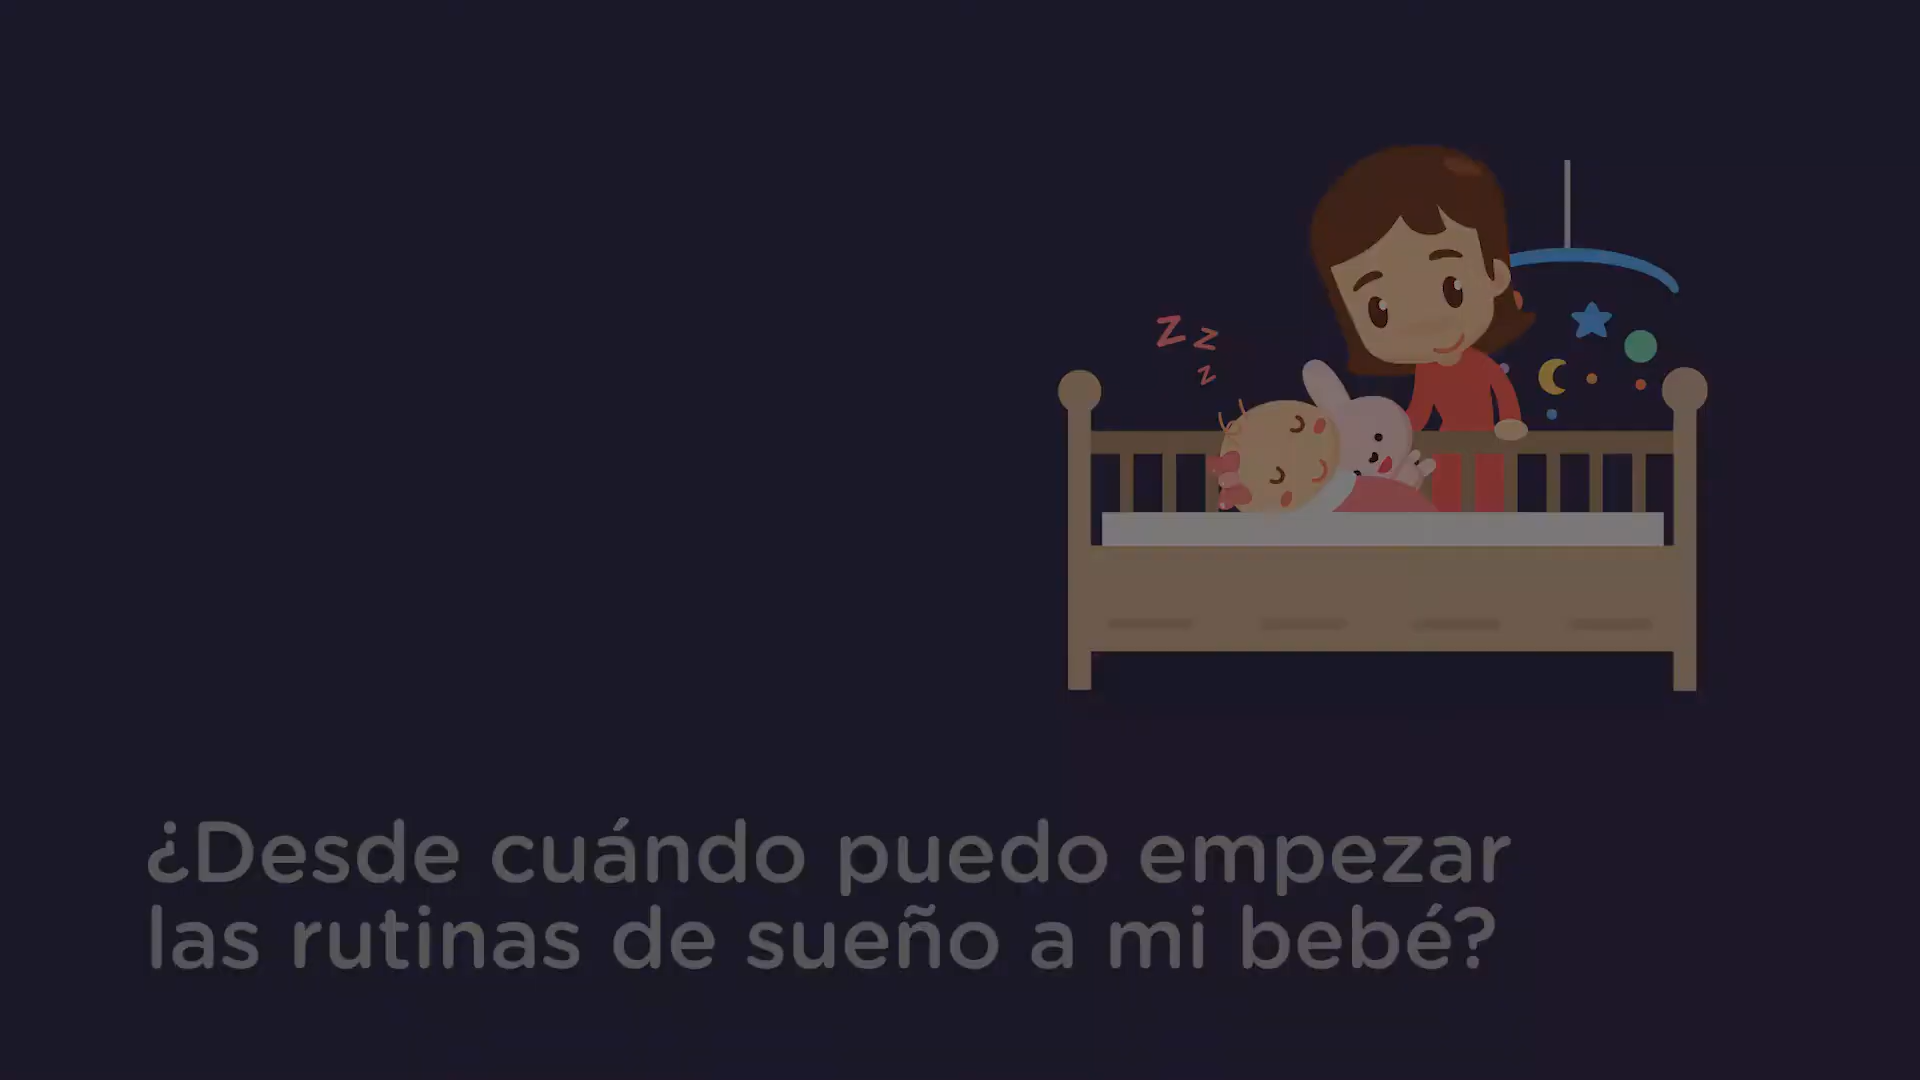 z z
z
¿Desde cuándo puedo empezar
las rutinas de sueño a mi bebé?